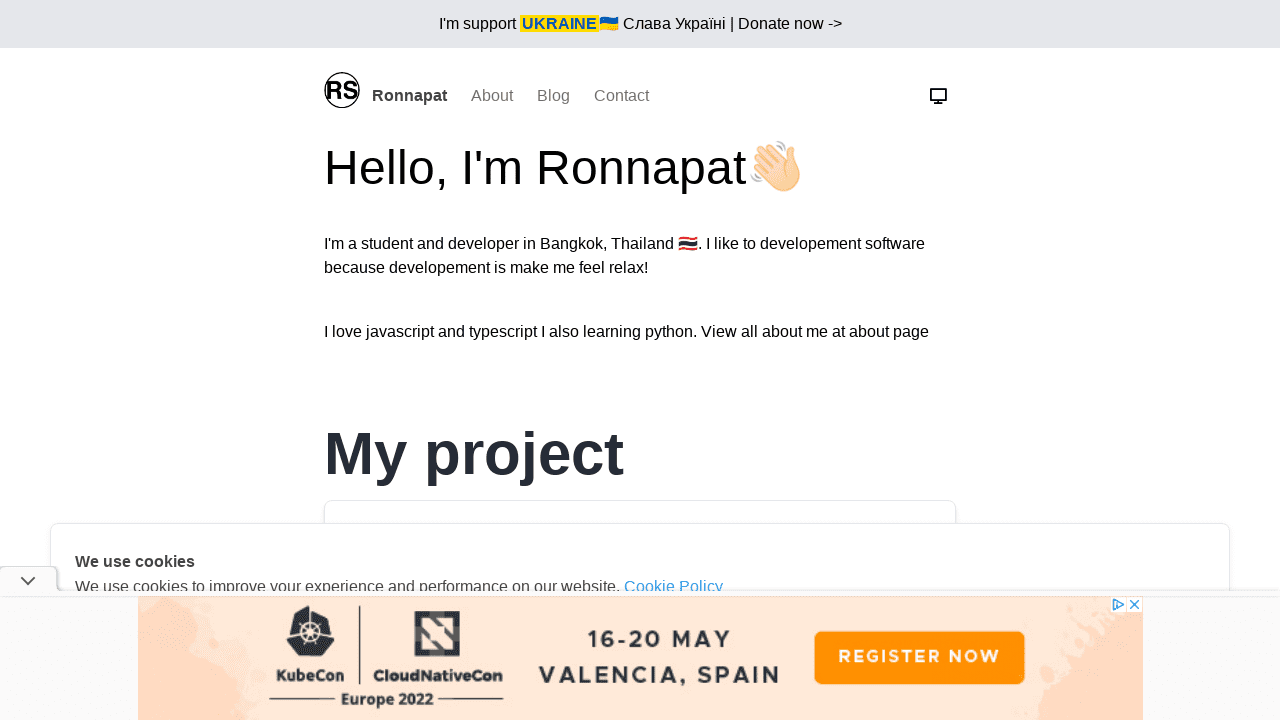 I'm support UKRAINE🇺🇦 Слава Україні | Donate now ->
RS Ronnapat About Blog Contact
Hello, I'm Ronnapat👋🏻
I'm a student and developer in Bangkok, Thailand 🇹🇭. I like to developement software
because developement is make me feel relax!
I love javascript and typescript I also learning python. View all about me at about page
My project
We use cookies
We use cookies to improve your experience and performance on our website. Cookie Policy
KubeCon | CloudNativeCon
Europe 2022
16-20 MAY
VALENCIA, SPAIN
REGISTER NOW